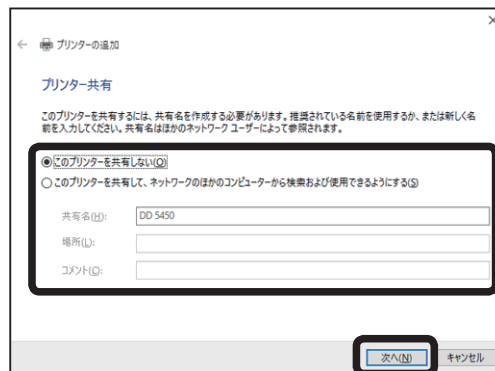 プリンターの追加
プリンター共有
このプリンターを共有するには、共有名を作成する必要があります。推奨されている名前を使用するか、または新しく名
前を入力してください。共有名はほかのネットワーク ユーザーによって参照されます。
このプリンターを共有しない(O)
このプリンターを共有して、ネットワークのほかのコンピューターから検索および使用できるようにする(S)
共有名(H): DD 5450
場所(L):
コメント(C):
次へ(N) キャンセル